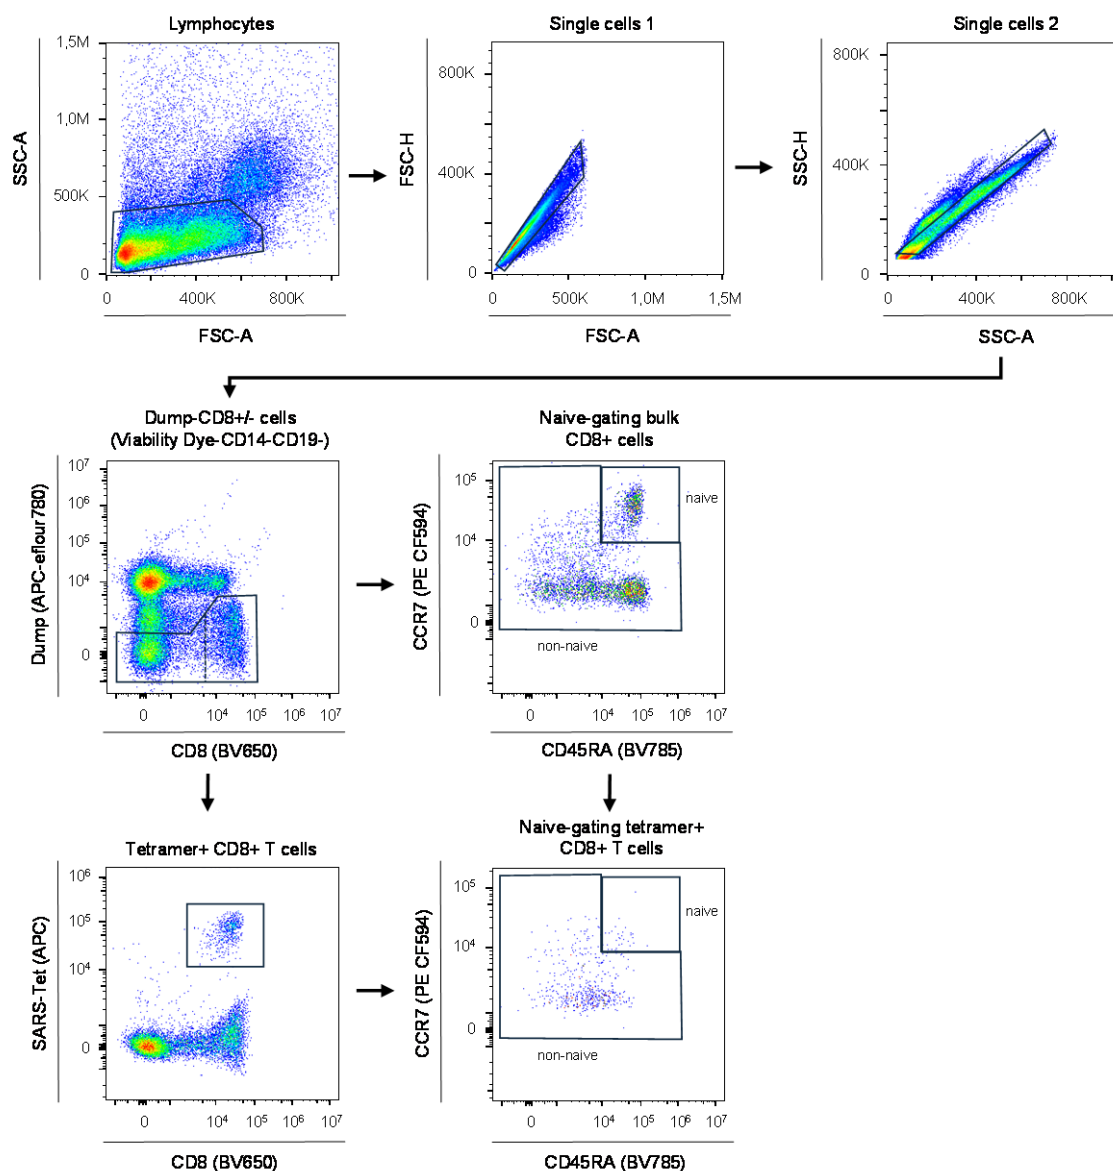 Lymphocytes
1,5M
1,0M
500K
0
SSC-A
0 400K 800K
FSC-A
Single cells 1
800K
400K
0
FSC-H
0 500K 1,0M 1,5M
FSC-A
Single cells 2
800K
400K
0
SSC-H
0 400K 800K
SSC-A
Dump-CD8+/- cells
(Viability Dye-CD14-CD19-)
10⁷
10⁶
10⁵
10⁴
0
Dump (APC-eflour780)
0 10⁴ 10⁵ 10⁶ 10⁷
CD8 (BV650)
Naive-gating bulk
CD8+ cells
10⁵
10⁴
0
CCR7 (PE CF594)
naive
non-naive
0 10⁴ 10⁵ 10⁶ 10⁷
CD45RA (BV785)
Tetramer+ CD8+ T cells
10⁶
10⁵
10⁴
0
SARS-Tet (APC)
0 10⁴ 10⁵ 10⁶ 10⁷
CD8 (BV650)
Naive-gating tetramer+
CD8+ T cells
10⁵
10⁴
0
CCR7 (PE CF594)
naive
non-naive
0 10⁴ 10⁵ 10⁶ 10⁷
CD45RA (BV785)